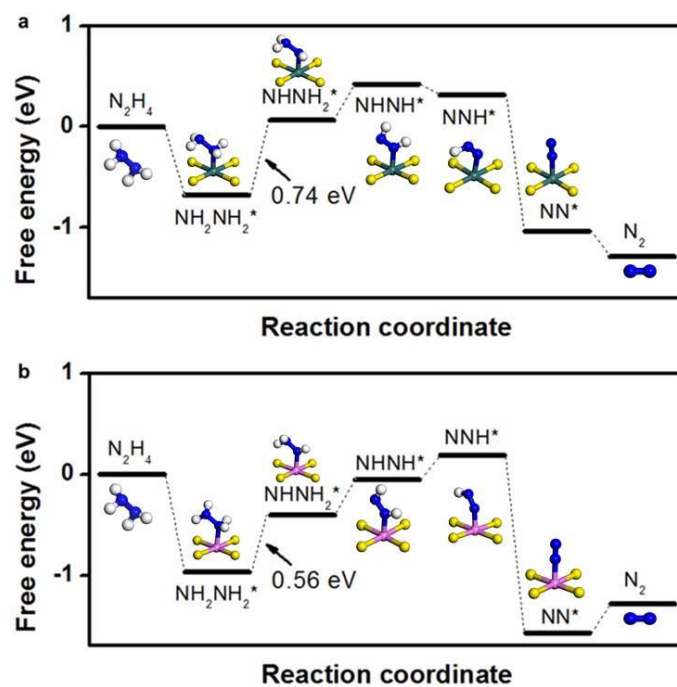 a
1
0
-1
Free energy (eV)
N₂H₄
NH₂NH₂*
NHNH₂*
0.74 eV
NHNH*
NNH*
NN*
N₂
Reaction coordinate
b
1
0
-1
Free energy (eV)
N₂H₄
NH₂NH₂*
NHNH₂*
0.56 eV
NHNH*
NNH*
NN*
N₂
Reaction coordinate